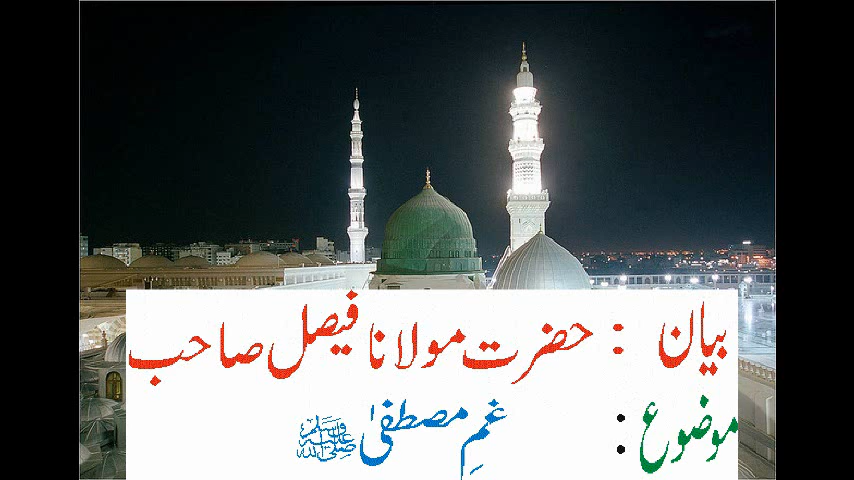 بیان : حضرت مولانا فیصل صاحب
موضوع : غمِ مصطفیٰ ﷺ